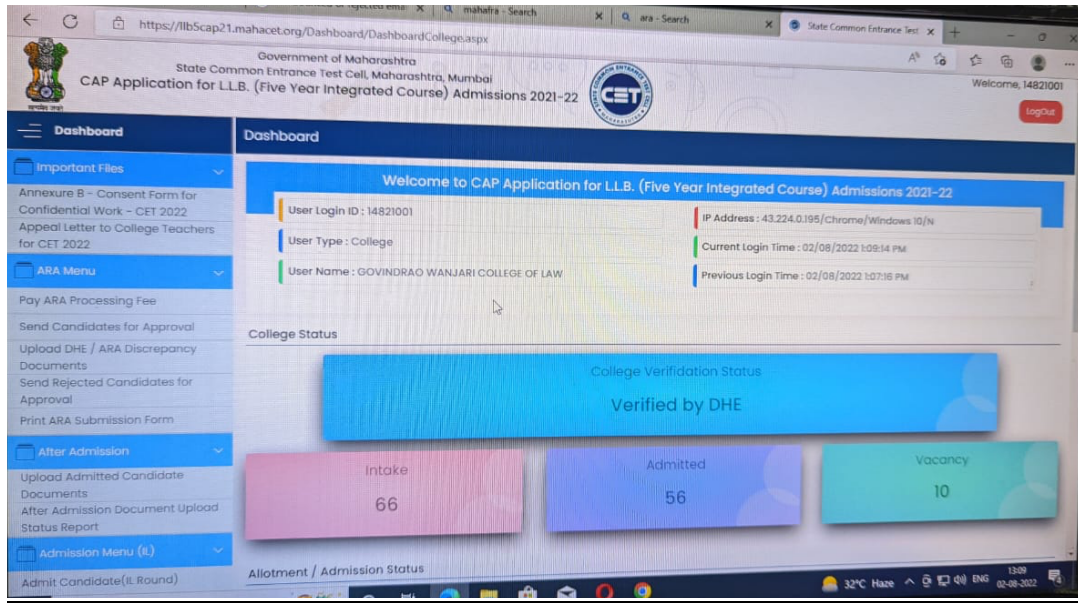 mahafra - Search
ara - Search
State Common Entrance Test
https://llb5cap21.mahacet.org/Dashboard/DashboardCollege.aspx
Government of Maharashtra
State Common Entrance Test Cell, Maharashtra, Mumbai
CAP Application for L.L.B. (Five Year Integrated Course) Admissions 2021-22
CET
Welcome, 14821001
LogOut
Dashboard
Important Files
Annexure B - Consent Form for
Confidential Work - CET 2022
Appeal Letter to College Teachers
for CET 2022
ARA Menu
Pay ARA Processing Fee
Send Candidates for Approval
Upload DHE / ARA Discrepancy
Documents
Send Rejected Candidates for
Approval
Print ARA Submission Form
After Admission
Upload Admitted Candidate
Documents
After Admission Document Upload
Status Report
Admission Menu (IL)
Admit Candidate(IL Round)
Dashboard
Welcome to CAP Application for L.L.B. (Five Year Integrated Course) Admissions 2021-22
User Login ID : 14821001
IP Address : 43.224.0.195/Chrome/Windows 10/N
User Type : College
Current Login Time : 02/08/2022 1:09:14 PM
User Name : GOVINDRAO WANJARI COLLEGE OF LAW
Previous Login Time : 02/08/2022 1:07:16 PM
College Status
College Verifidation Status
Verified by DHE
Intake
66
Admitted
56
Vacancy
10
Allotment / Admission Status
32°C Haze
ENG
13:09
02-08-2022